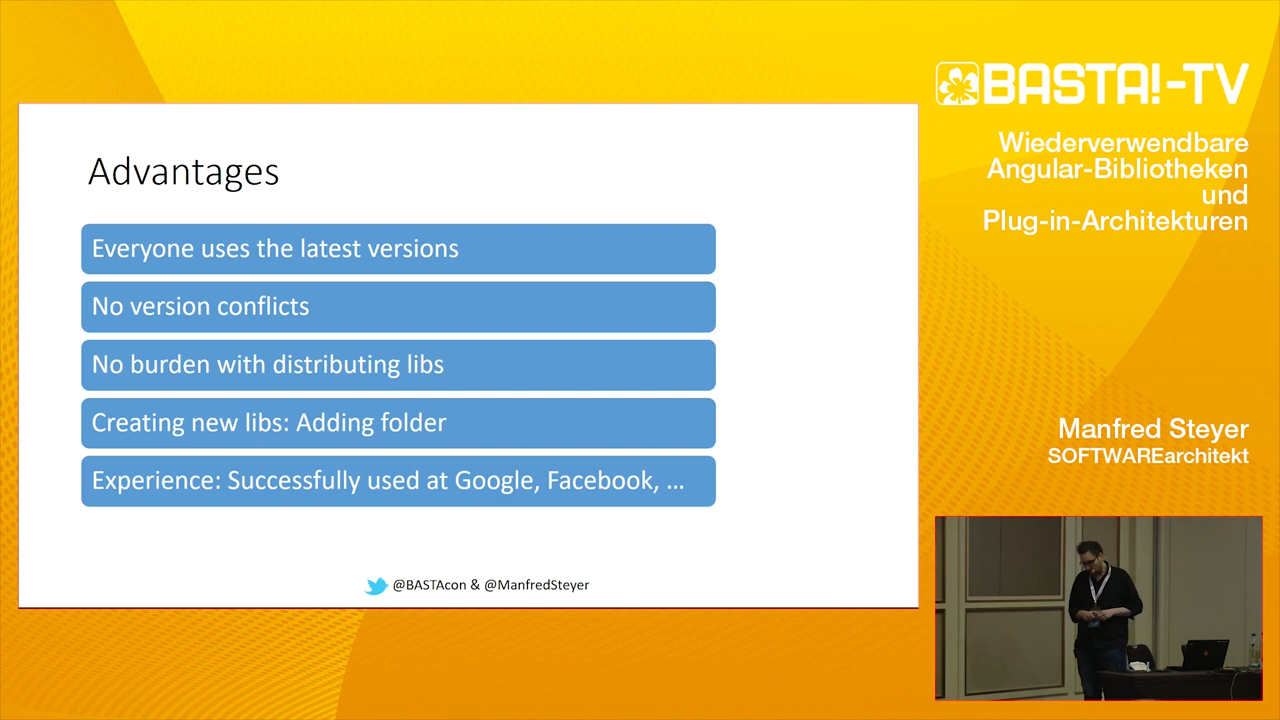 Advantages
Everyone uses the latest versions
No version conflicts
No burden with distributing libs
Creating new libs: Adding folder
Experience: Successfully used at Google, Facebook, ...
@BASTAcon & @ManfredSteyer
BASTA!-TV
Wiederverwendbare
Angular-Bibliotheken
und
Plug-in-Architekturen
Manfred Steyer
SOFTWAREarchitekt